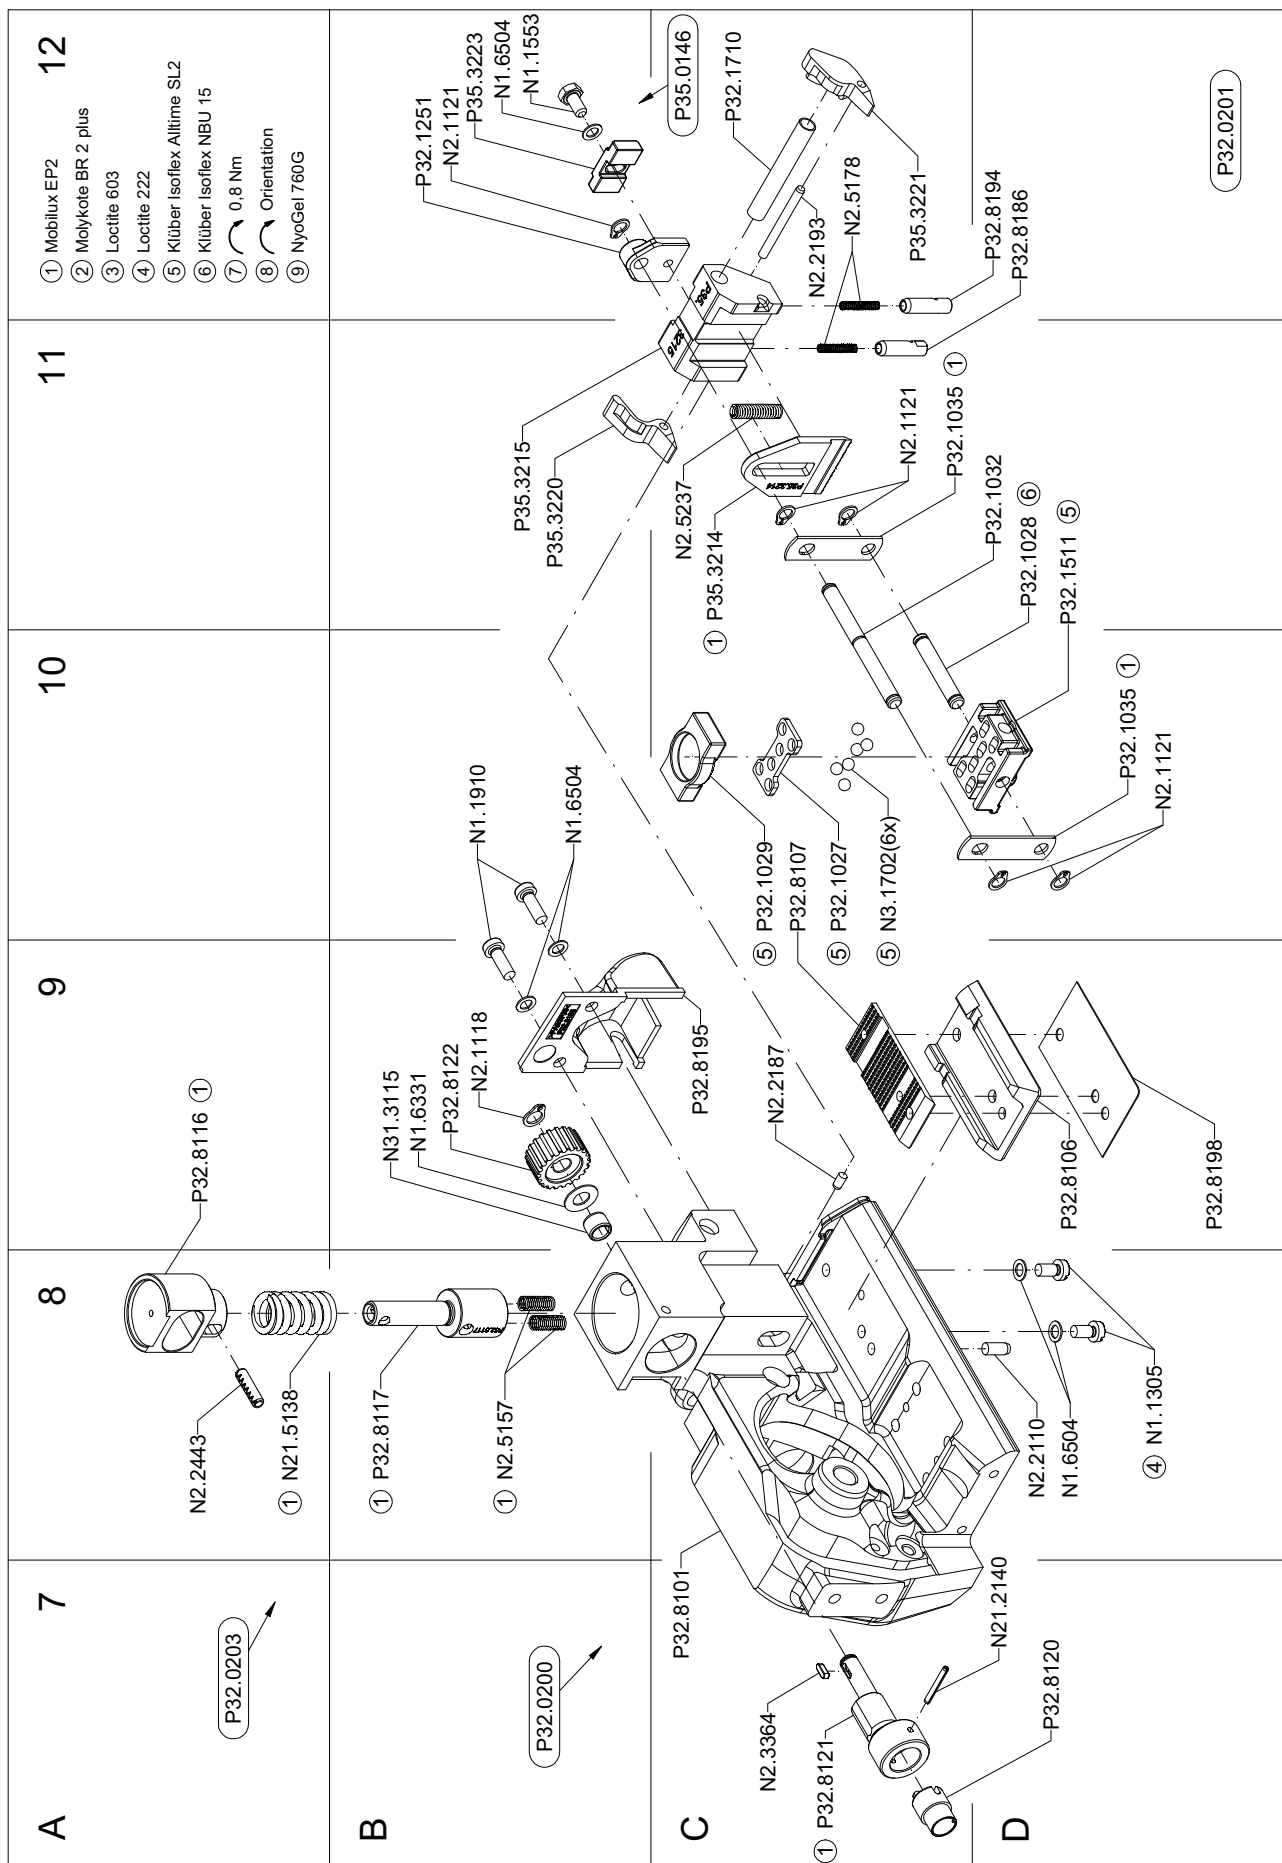 A
B
C
D
7
8
9
10
11
12
1 Mobilux EP2
2 Molykote BR 2 plus
3 Loctite 603
4 Loctite 222
5 Klüber Isoflex Alltime SL2
6 Klüber Isoflex NBU 15
7 0,8 Nm
8 Orientation
9 NyoGel 760G
P32.0203
P32.8116 1
N2.2443
1 N21.5138
1 P32.8117
1 N2.5157
N31.3115
N1.6331
P32.8122
N2.1118
N1.1910
N1.6504
P32.8195
P32.0200
P35.3215
P35.3220
P32.1251
N2.1121
P35.3223
N1.6504
N1.1553
P35.0146
P32.1710
P35.
3215
N2.2193
N2.5178
P35.3221
P32.8194
P32.8186
P32.0201
N2.5237
1 P35.3214
P35.3214
N2.1121
P32.1035 1
P32.1032
P32.1028 6
P32.1511 5
P32.1035 1
N2.1121
5 P32.1029
P32.8107
5 P32.1027
5 N3.1702(6x)
N2.2187
P32.8106
P32.8198
P32.8101
N2.2110
N1.6504
4 N1.1305
N2.3364
1 P32.8121
N21.2140
P32.8120